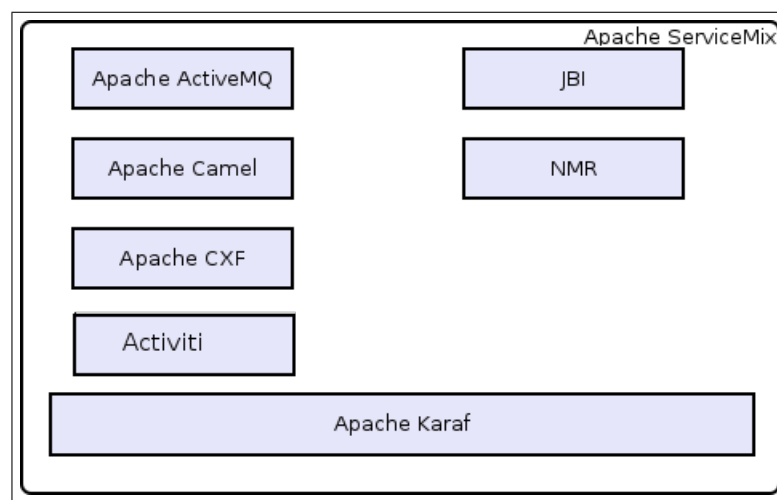 Apache ServiceMix
Apache ActiveMQ
JBI
Apache Camel
NMR
Apache CXF
Activiti
Apache Karaf